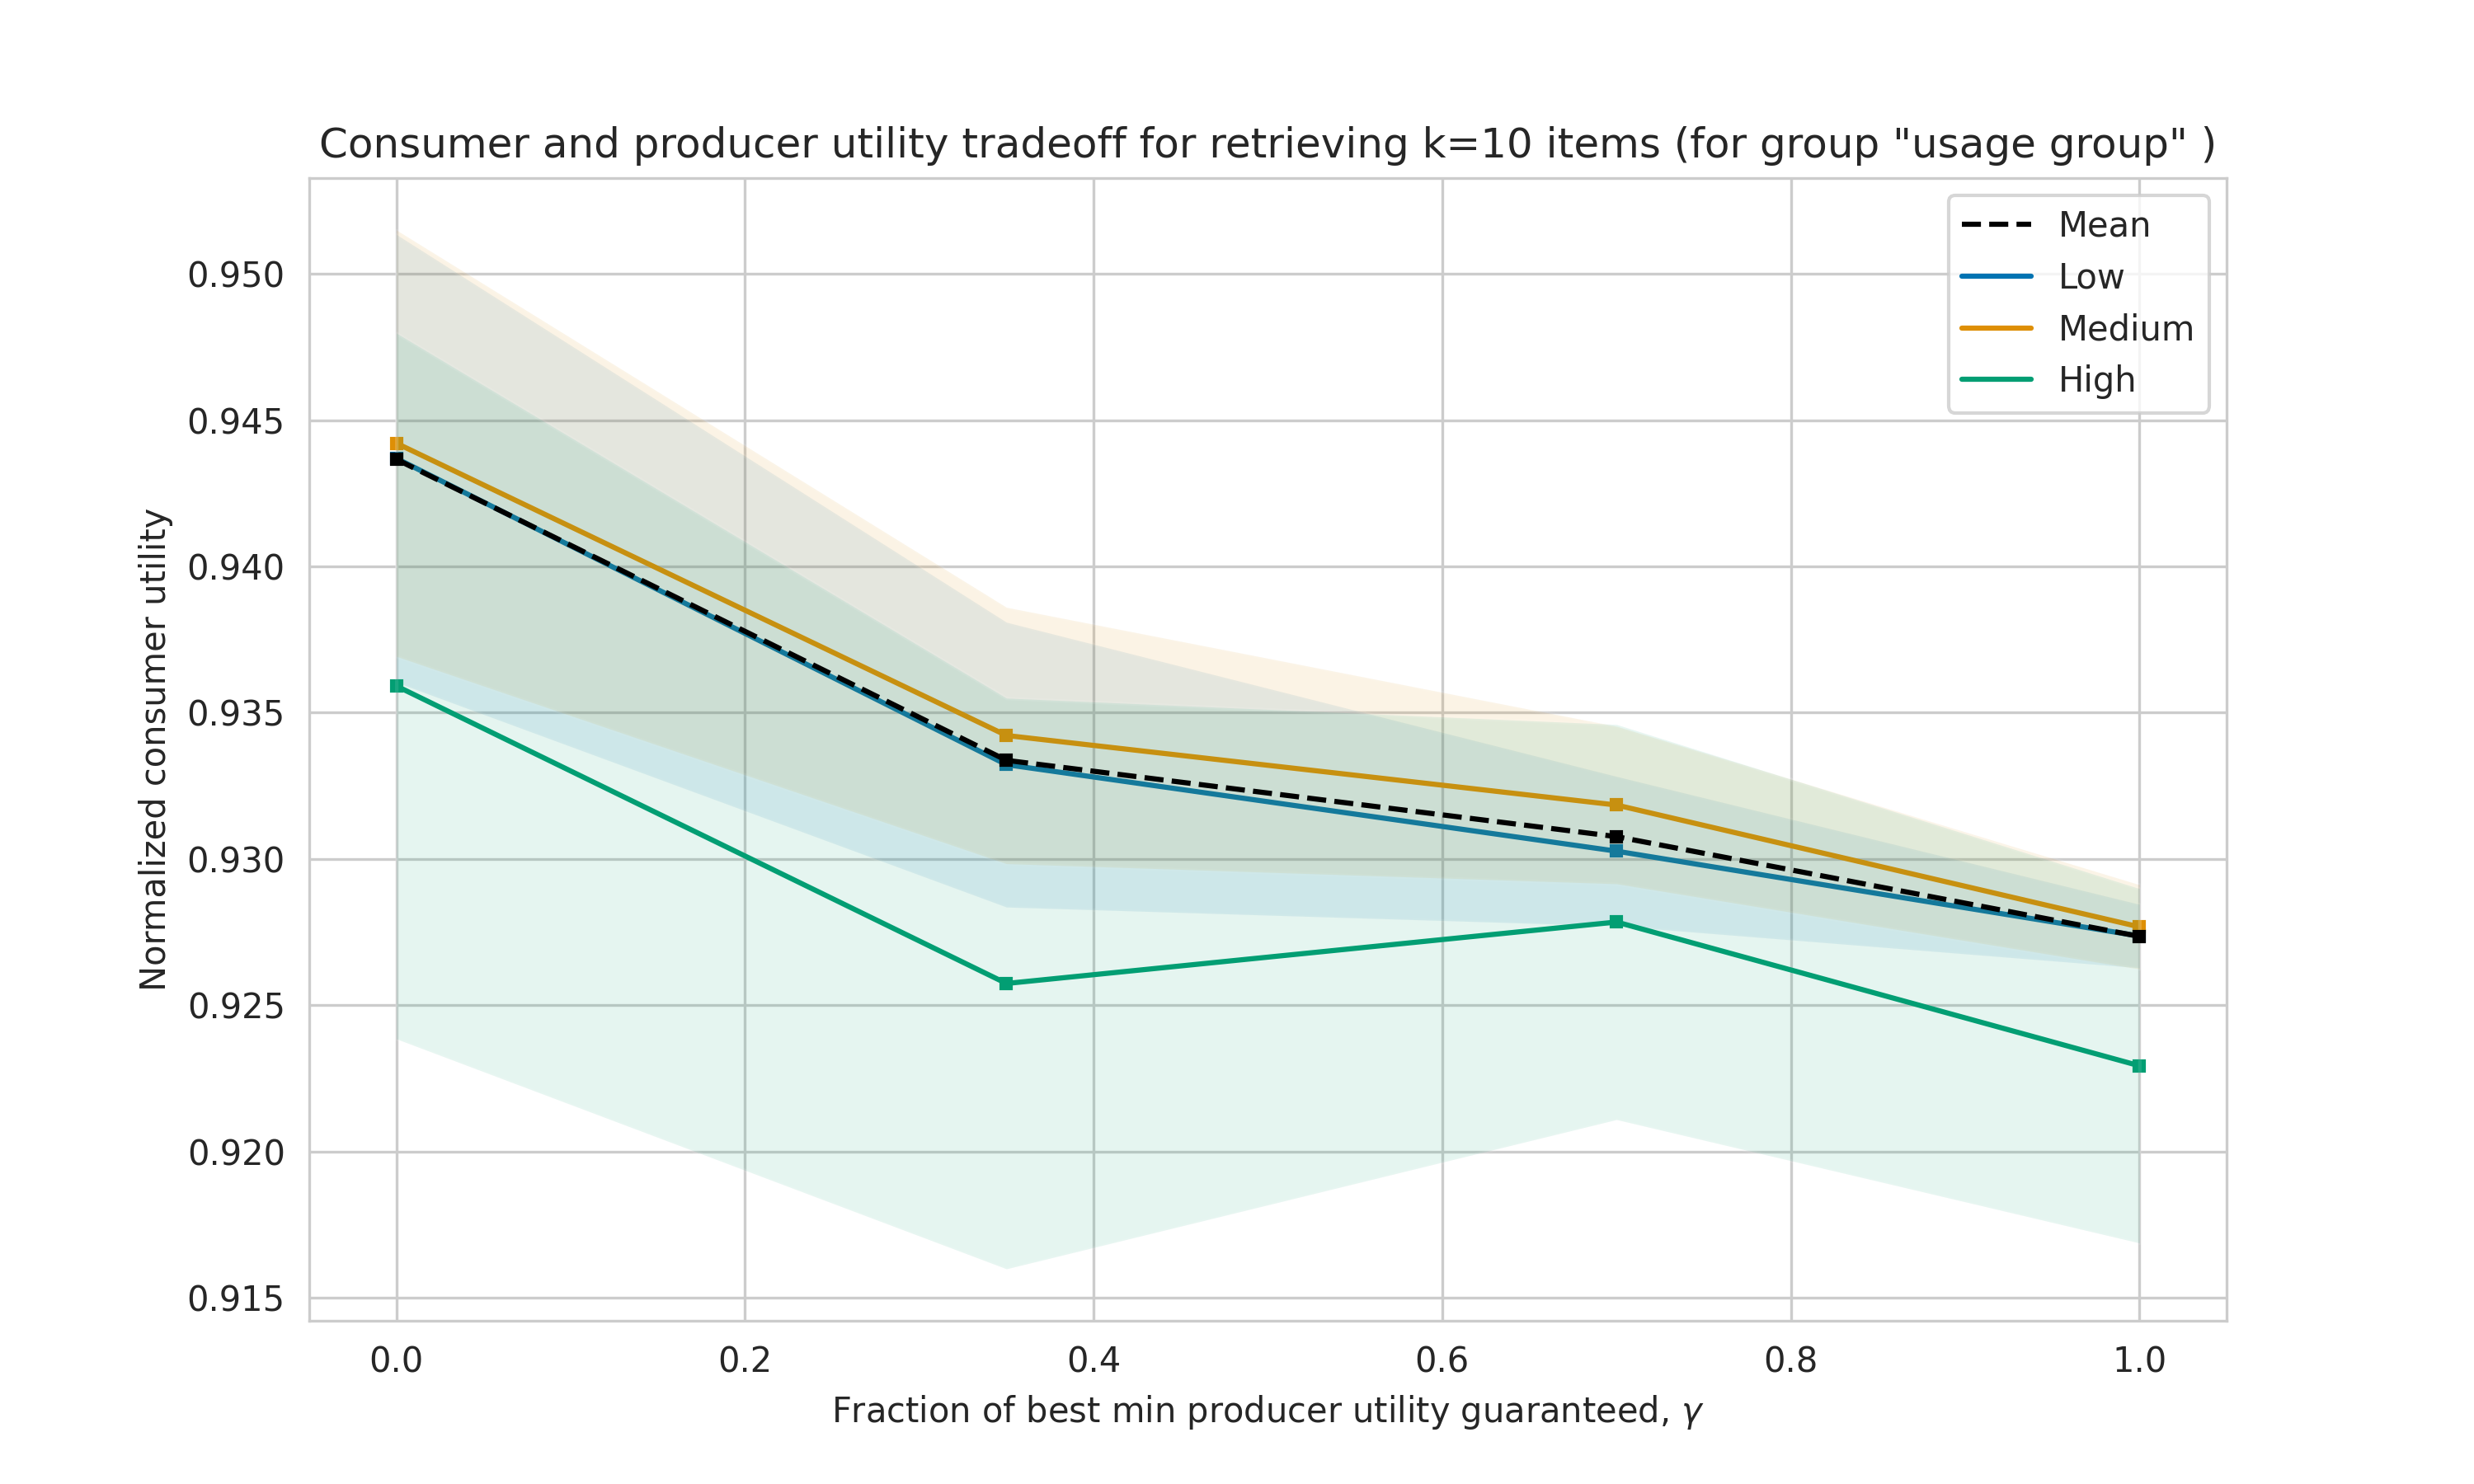 Consumer and producer utility tradeoff for retrieving k=10 items (for group "usage group" )
Mean
Low
Medium
High
Normalized consumer utility
0.950
0.945
0.940
0.935
0.930
0.925
0.920
0.915
0.0 0.2 0.4 0.6 0.8 1.0
Fraction of best min producer utility guaranteed, γ